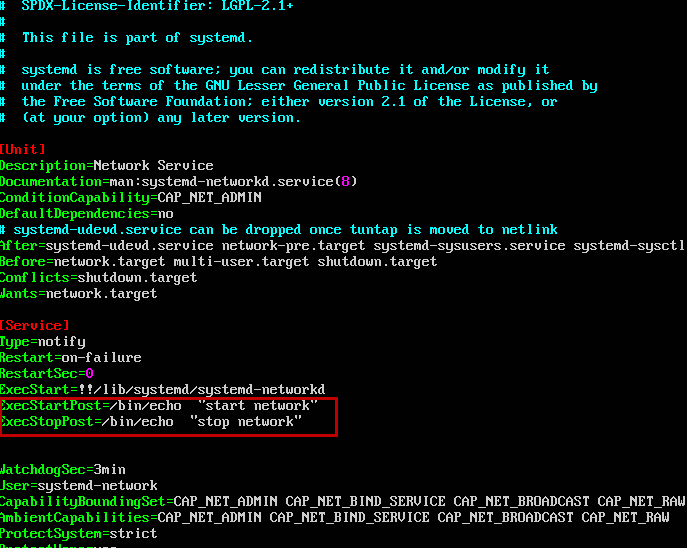 # SPDX-License-Identifier: LGPL-2.1+
#
# This file is part of systemd.
#
# systemd is free software; you can redistribute it and/or modify it
# under the terms of the GNU Lesser General Public License as published by
# the Free Software Foundation; either version 2.1 of the License, or
# (at your option) any later version.
[Unit]
Description=Network Service
Documentation=man:systemd-networkd.service(8)
ConditionCapability=CAP_NET_ADMIN
DefaultDependencies=no
# systemd-udevd.service can be dropped once tuntap is moved to netlink
After=systemd-udevd.service network-pre.target systemd-sysusers.service systemd-sysctl
Before=network.target multi-user.target shutdown.target
Conflicts=shutdown.target
Wants=network.target
[Service]
Type=notify
Restart=on-failure
RestartSec=0
ExecStart=!!/lib/systemd/systemd-networkd
ExecStartPost=/bin/echo "start network"
ExecStopPost=/bin/echo "stop network"
WatchdogSec=3min
User=systemd-network
CapabilityBoundingSet=CAP_NET_ADMIN CAP_NET_BIND_SERVICE CAP_NET_BROADCAST CAP_NET_RAW
AmbientCapabilities=CAP_NET_ADMIN CAP_NET_BIND_SERVICE CAP_NET_BROADCAST CAP_NET_RAW
ProtectSystem=strict